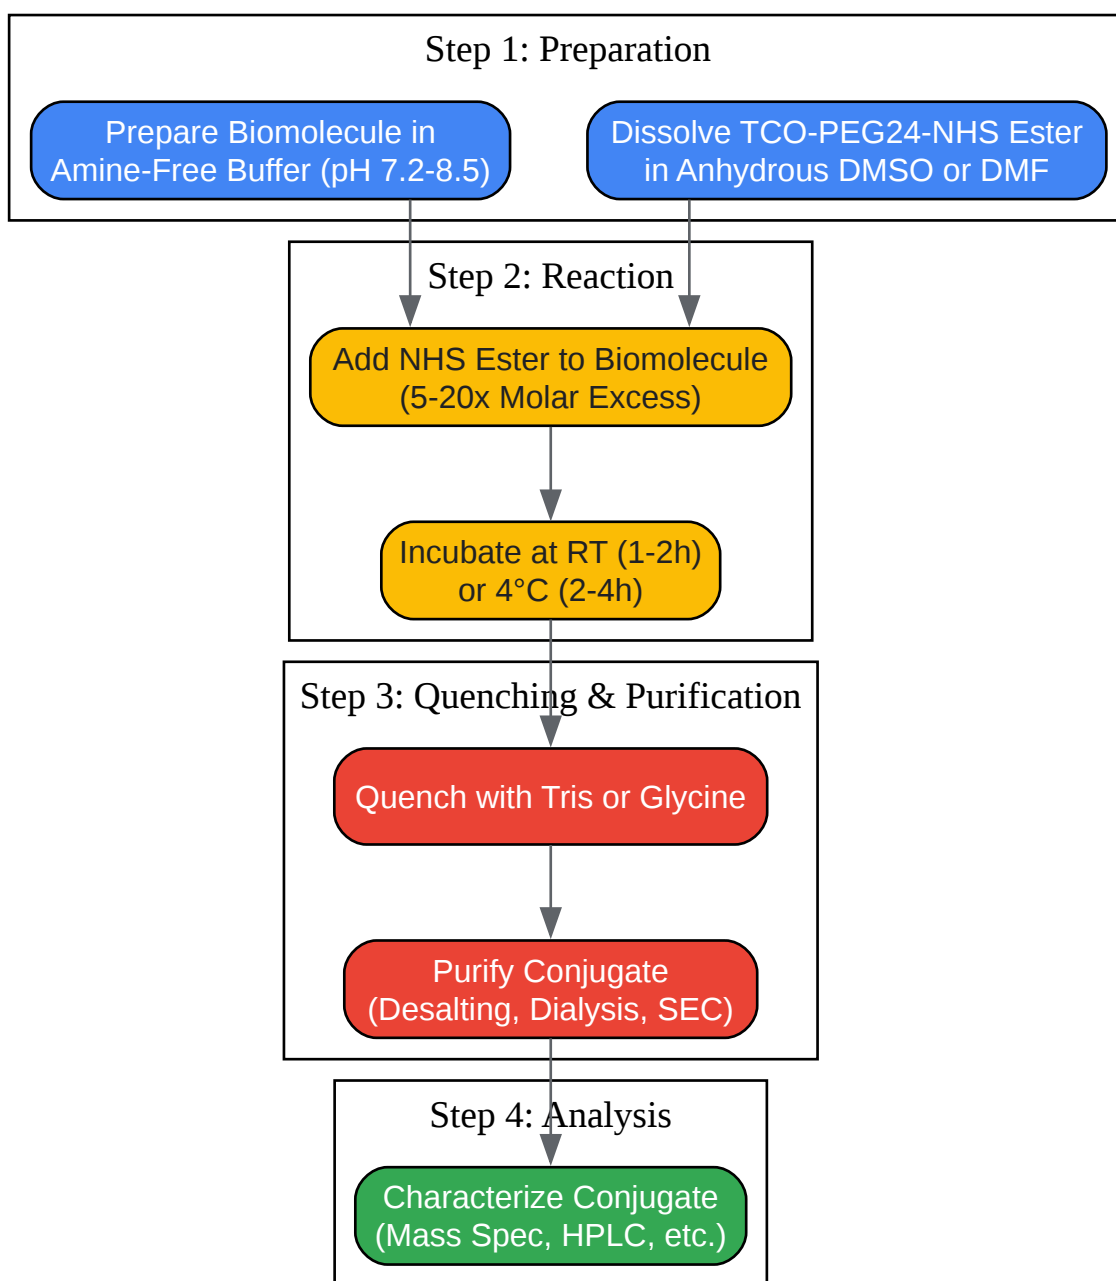 Step 1: Preparation
Prepare Biomolecule in
Amine-Free Buffer (pH 7.2-8.5)
Dissolve TCO-PEG24-NHS Ester
in Anhydrous DMSO or DMF
Step 2: Reaction
Add NHS Ester to Biomolecule
(5-20x Molar Excess)
Incubate at RT (1-2h)
or 4°C (2-4h)
Step 3: Quenching & Purification
Quench with Tris or Glycine
Purify Conjugate
(Desalting, Dialysis, SEC)
Step 4: Analysis
Characterize Conjugate
(Mass Spec, HPLC, etc.)